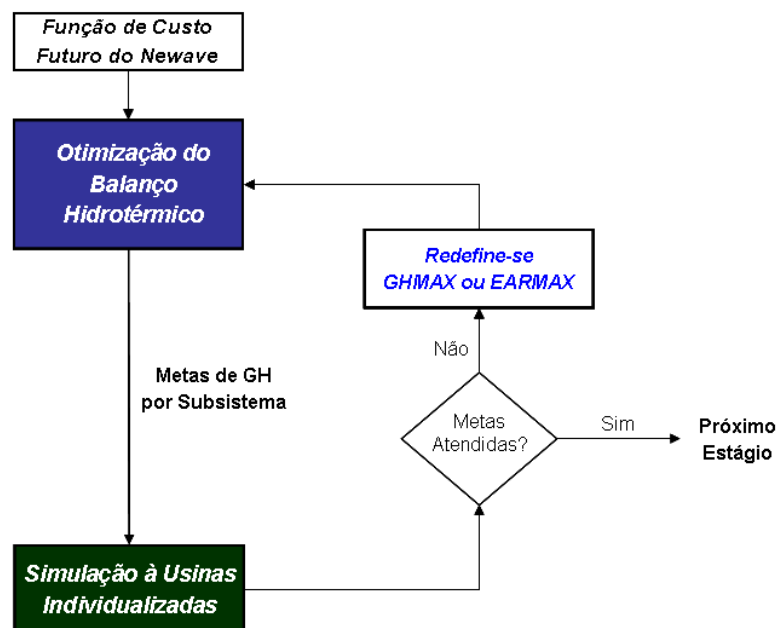 Função de Custo
Futuro do Newave
Otimização do
Balanço
Hidrotérmico
Redefine-se
GHMAX ou EARMAX
Não
Metas de GH
por Subsistema
Metas
Atendidas?
Sim
Próximo
Estágio
Simulação à Usinas
Individualizadas